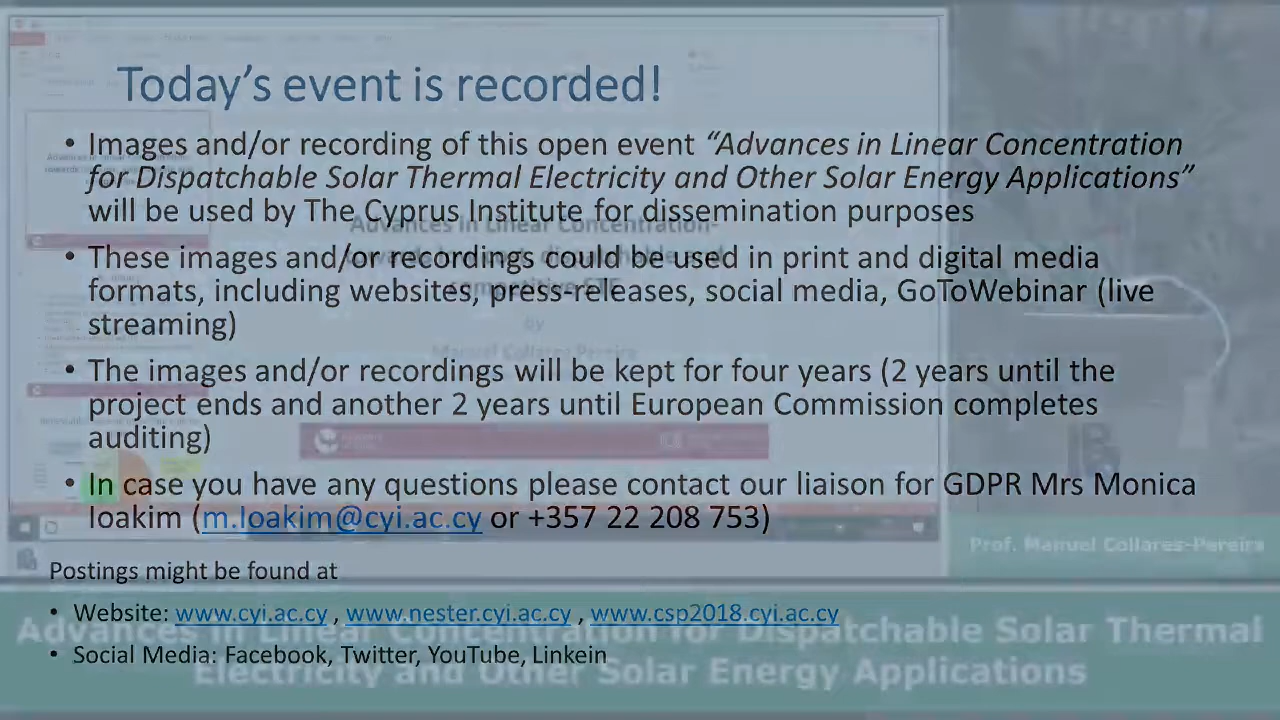 Today's event is recorded!
• Images and/or recording of this open event “Advances in Linear Concentration
for Dispatchable Solar Thermal Electricity and Other Solar Energy Applications”
will be used by The Cyprus Institute for dissemination purposes
• These images and/or recordings could be used in print and digital media
formats, including websites, press-releases, social media, GoToWebinar (live
streaming)
• The images and/or recordings will be kept for four years (2 years until the
project ends and another 2 years until European Commission completes
auditing)
• In case you have any questions please contact our liaison for GDPR Mrs Monica
Ioakim (m.Ioakim@cyi.ac.cy or +357 22 208 753)
Postings might be found at
• Website: www.cyi.ac.cy , www.nester.cyi.ac.cy , www.csp2018.cyi.ac.cy
• Social Media: Facebook, Twitter, YouTube, Linkein
Advances in Linear Concentration-
by
Manuel Collares Pereira
Prof. Manuel Collares-Pereira
Advances in Linear Concentration for Dispatchable Solar Thermal
Electricity and Other Solar Energy Applications